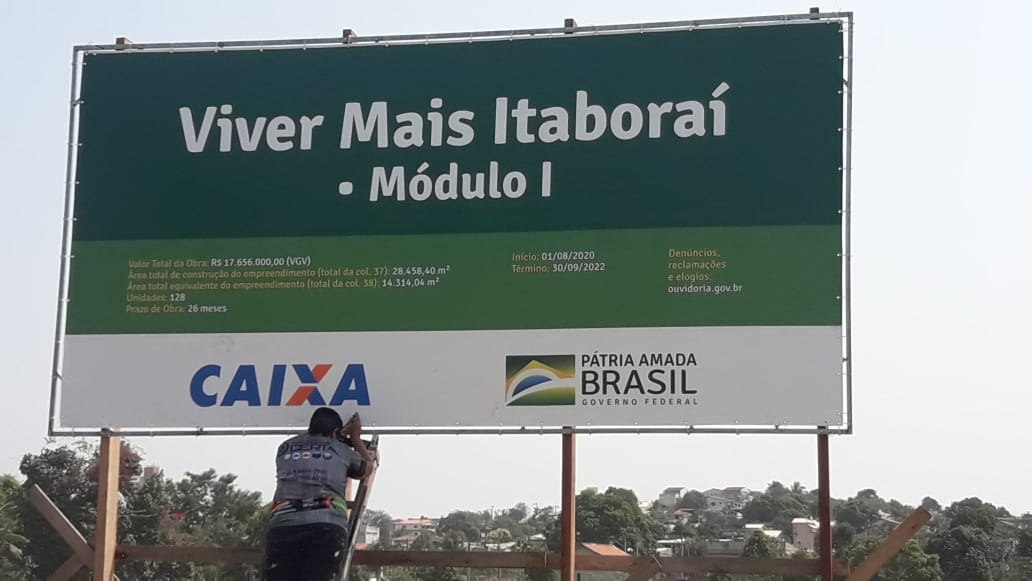 Viver Mais Itaboraí
• Módulo I
Valor Total da Obra: R$ 17.656.000,00 (VGV)
Área total de construção do empreendimento (total da col. 37): 28.458,40 m²
Área total equivalente do empreendimento (total da col. 38): 14.314,04 m²
Unidades: 128
Prazo de Obra: 26 meses
Início: 01/08/2020
Término: 30/09/2022
Denúncios,
reclamações
e elogios:
ouvidoria.gov.br
CAIXA
PÁTRIA AMADA
BRASIL
GOVERNO FEDERAL